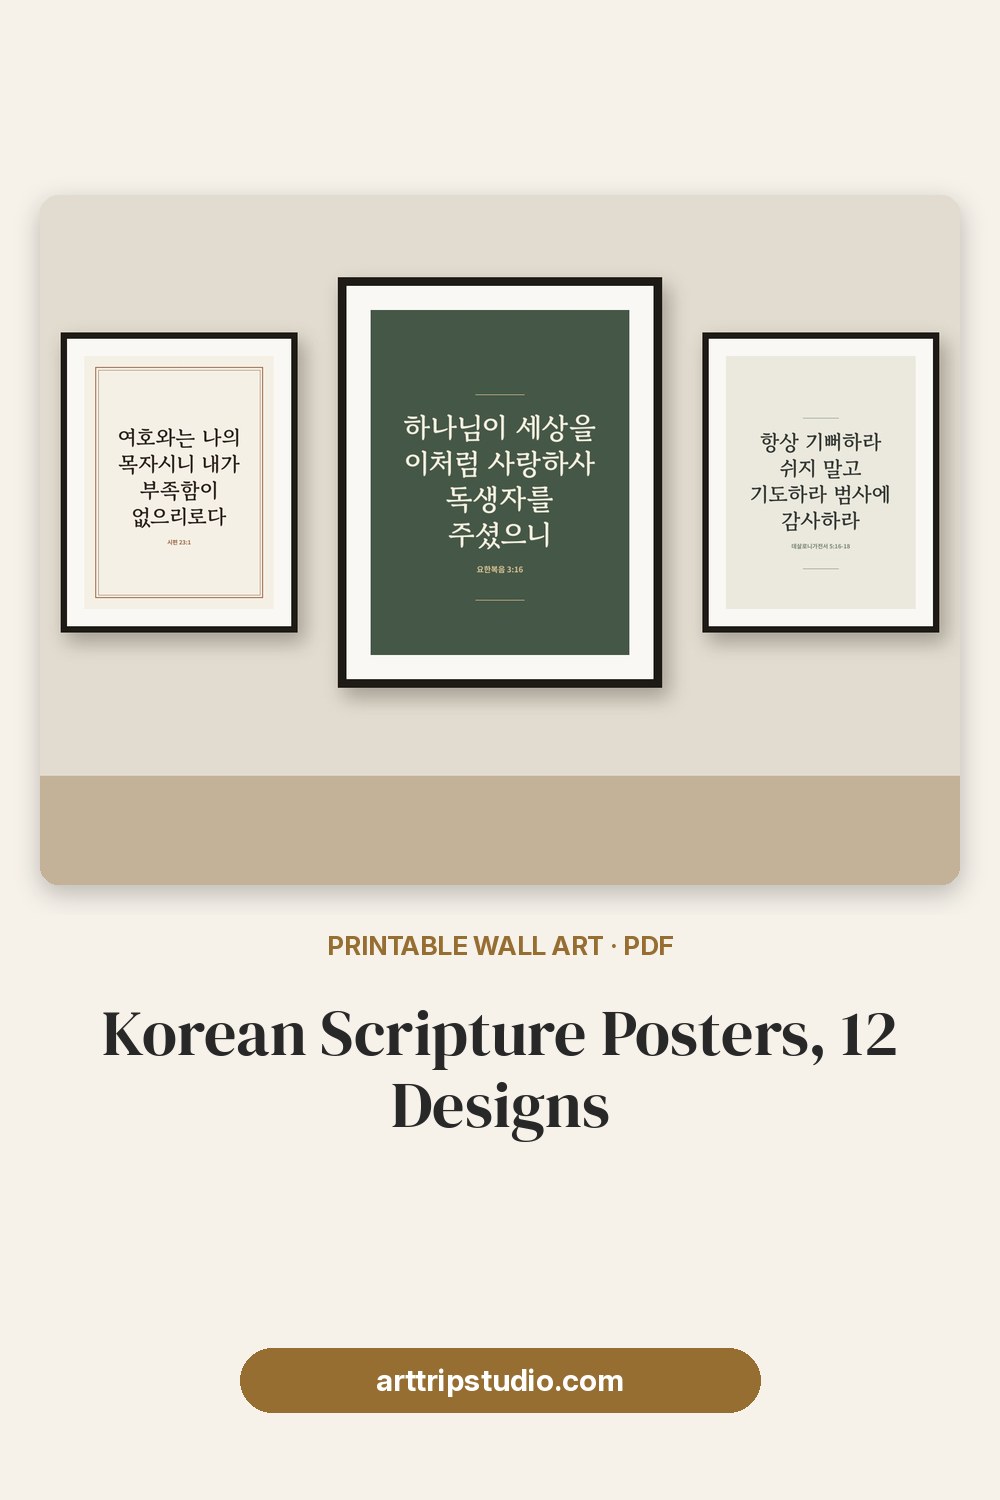 여호와는 나의
목자시니 내가
부족함이
없으리로다
시편 23:1
하나님이 세상을
이처럼 사랑하사
독생자를
주셨으니
요한복음 3:16
항상 기뻐하라
쉬지 말고
기도하라 범사에
감사하라
데살로니가전서 5:16-18
PRINTABLE WALL ART · PDF
Korean Scripture Posters, 12
Designs
arttripstudio.com